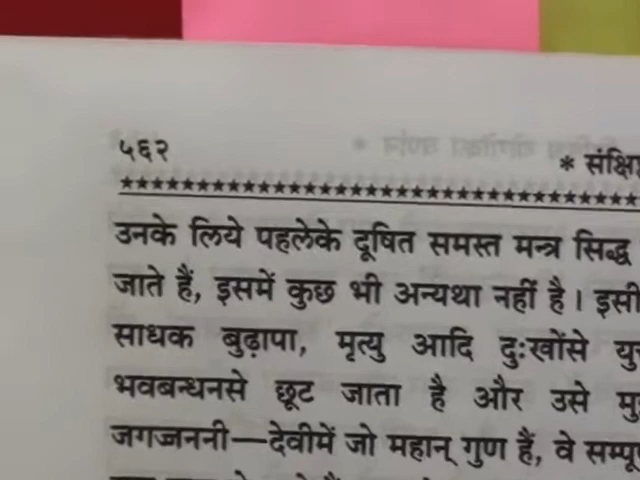 ५६२
* संक्षिप्त
उनके लिये पहलेके दूषित समस्त मन्त्र सिद्ध
जाते हैं, इसमें कुछ भी अन्यथा नहीं है। इसी
साधक बुढ़ापा, मृत्यु आदि दुःखोंसे
भवबन्धनसे छूट जाता है और उसे
जगज्जननी—देवीमें जो महान् गुण हैं, वे